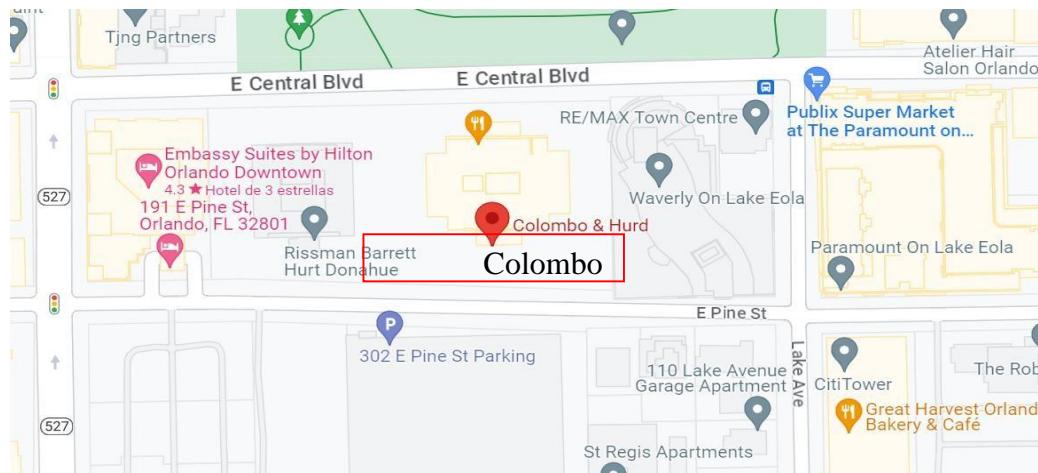 Tjng Partners
Atelier Hair
Salon Orlando
E Central Blvd
E Central Blvd
Publix Super Market
at The Paramount on...
RE/MAX Town Centre
Embassy Suites by Hilton
Orlando Downtown
4.3 ★ Hotel de 3 estrellas
191 E Pine St,
Orlando, FL 32801
527
Waverly On Lake Eola
Colombo & Hurd
Rissman Barrett
Hurt Donahue
Colombo
Paramount On Lake Eola
E Pine St
P
302 E Pine St Parking
Lake Ave
110 Lake Avenue
Garage Apartment
CitiTower
The Rob
527
Great Harvest Orland
Bakery & Café
St Regis Apartments